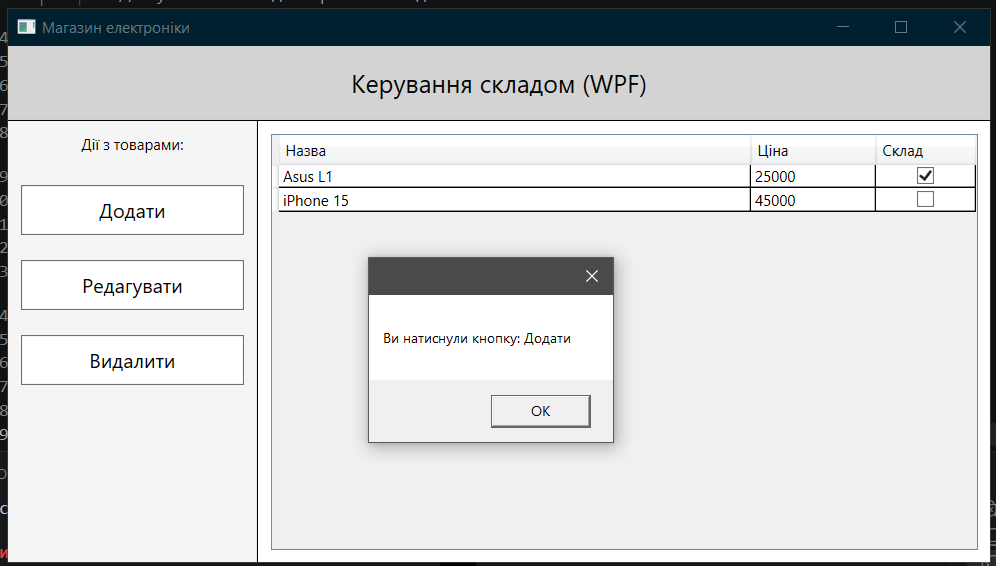 Магазин електроніки
Керування складом (WPF)
Дії з товарами:
Додати
Редагувати
Видалити
Назва Ціна Склад
Asus L1 25000
iPhone 15 45000
Ви натиснули кнопку: Додати
OK